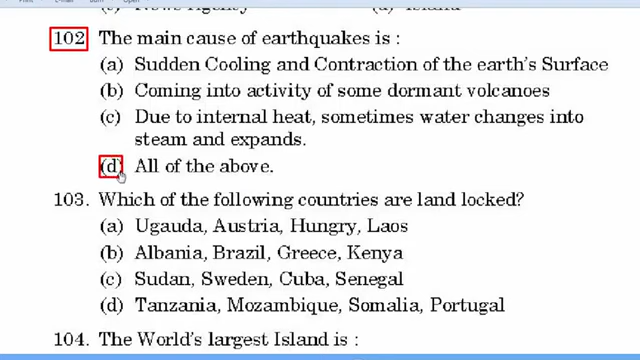 102 The main cause of earthquakes is :
(a) Sudden Cooling and Contraction of the earth's Surface
(b) Coming into activity of some dormant volcanoes
(c) Due to internal heat, sometimes water changes into
steam and expands.
(d) All of the above.
103. Which of the following countries are land locked?
(a) Ugauda, Austria, Hungry, Laos
(b) Albania, Brazil, Greece, Kenya
(c) Sudan, Sweden, Cuba, Senegal
(d) Tanzania, Mozambique, Somalia, Portugal
104. The World's largest Island is :